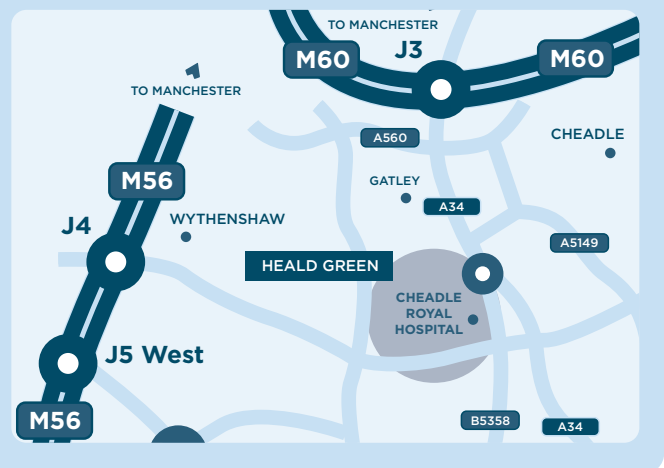 TO MANCHESTER
J3
M60
M60
TO MANCHESTER
A560
CHEADLE
M56
GATLEY
A34
J4
WYTHENSHAW
A5149
HEALD GREEN
CHEADLE
ROYAL
HOSPITAL
J5 West
M56
B5358
A34